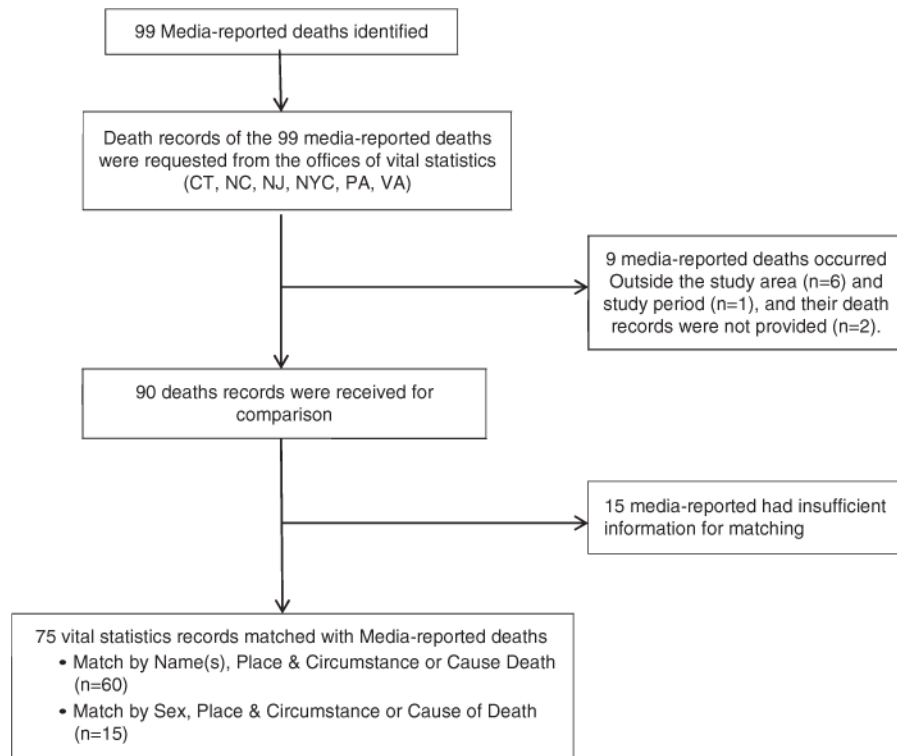 99 Media-reported deaths identified
Death records of the 99 media-reported deaths
were requested from the offices of vital statistics
(CT, NC, NJ, NYC, PA, VA)
9 media-reported deaths occurred
Outside the study area (n=6) and
study period (n=1), and their death
records were not provided (n=2).
90 deaths records were received for
comparison
15 media-reported had insufficient
information for matching
75 vital statistics records matched with Media-reported deaths
• Match by Name(s), Place & Circumstance or Cause Death
(n=60)
• Match by Sex, Place & Circumstance or Cause of Death
(n=15)